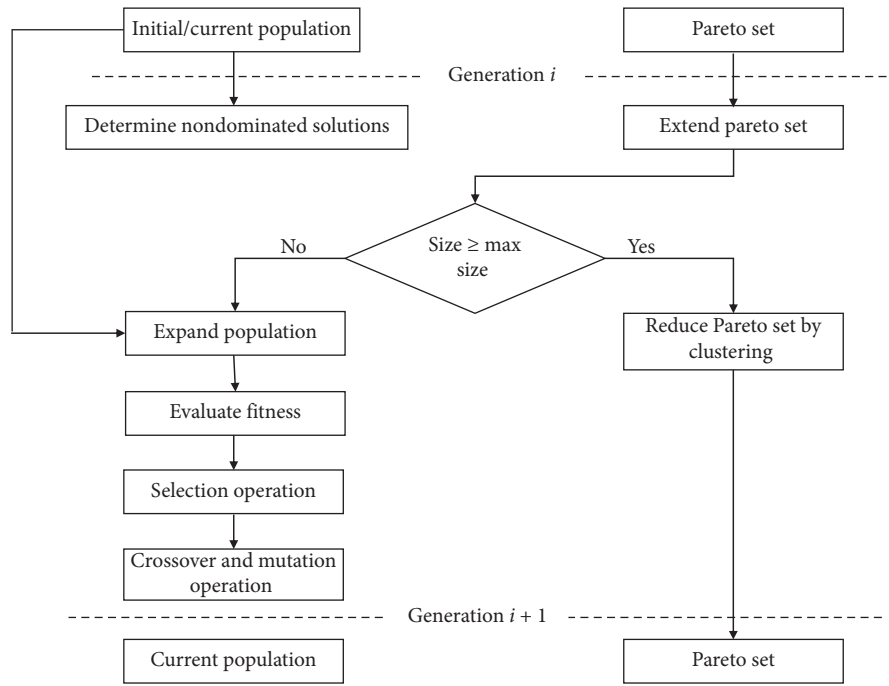 Initial/current population
Pareto set
Generation i
Determine nondominated solutions
Extend pareto set
Size ≥ max
size
No
Yes
Expand population
Reduce Pareto set by
clustering
Evaluate fitness
Selection operation
Crossover and mutation
operation
Generation i + 1
Current population
Pareto set